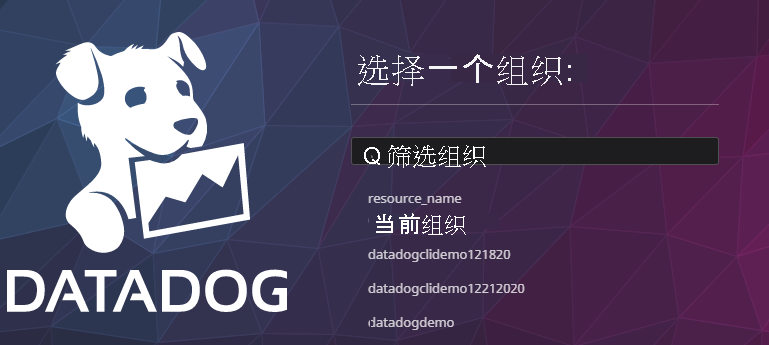 选择一个组织:
Q 筛选组织
resource_name
当前组织
datadogclidemo121820
datadogclidemo12212020
datadogdemo
DATADOG